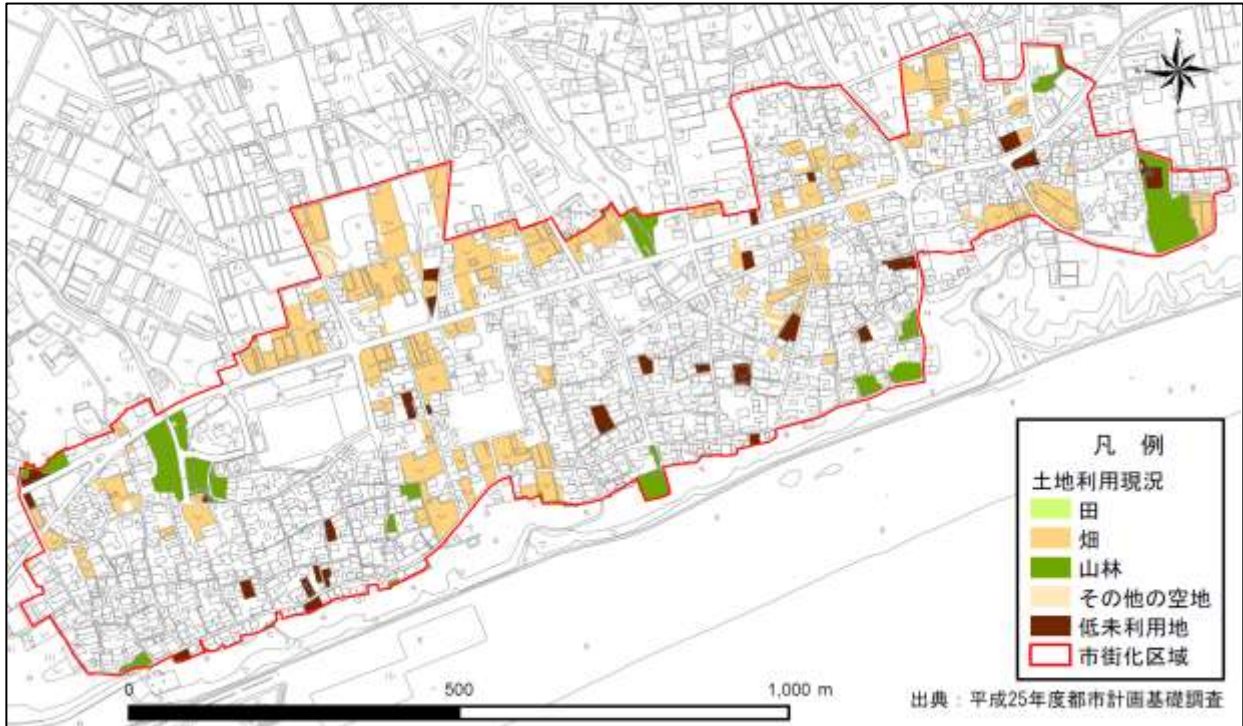 凡 例
土地利用現況
田
畑
山林
その他の空地
低未利用地
市街化区域
0 500 1,000 m
出典：平成25年度都市計画基礎調査